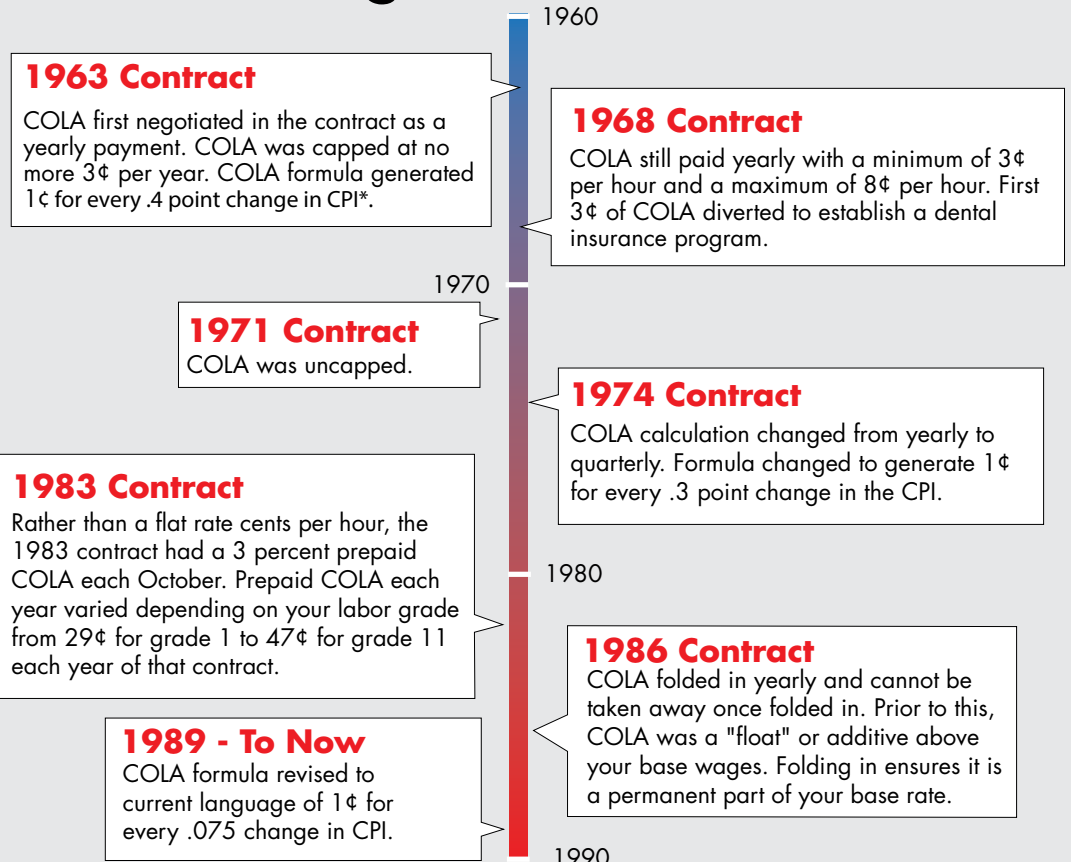 1960
1963 Contract
COLA first negotiated in the contract as a
yearly payment. COLA was capped at no
more 3¢ per year. COLA formula generated
1¢ for every .4 point change in CPI*.
1968 Contract
COLA still paid yearly with a minimum of 3¢
per hour and a maximum of 8¢ per hour. First
3¢ of COLA diverted to establish a dental
insurance program.
1970
1971 Contract
COLA was uncapped.
1974 Contract
COLA calculation changed from yearly to
quarterly. Formula changed to generate 1¢
for every .3 point change in the CPI.
1983 Contract
Rather than a flat rate cents per hour, the
1983 contract had a 3 percent prepaid
COLA each October. Prepaid COLA each
year varied depending on your labor grade
from 29¢ for grade 1 to 47¢ for grade 11
each year of that contract.
1980
1986 Contract
COLA folded in yearly and cannot be
taken away once folded in. Prior to this,
COLA was a "float" or additive above
your base wages. Folding in ensures it is
a permanent part of your base rate.
1989 - To Now
COLA formula revised to
current language of 1¢ for
every .075 change in CPI.
1990